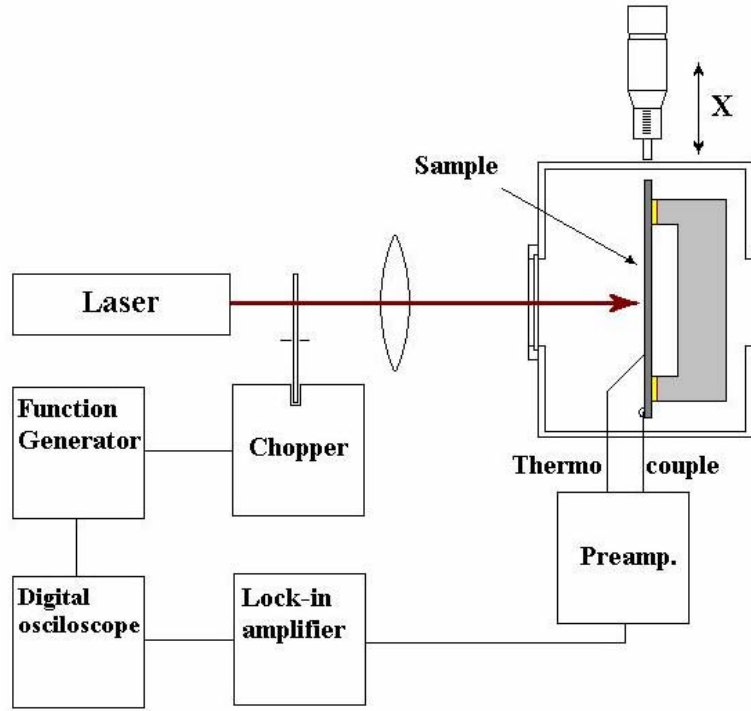 X
Sample
Laser
Function
Generator
Chopper
Thermo couple
Preamp.
Digital
osciloscope
Lock-in
amplifier